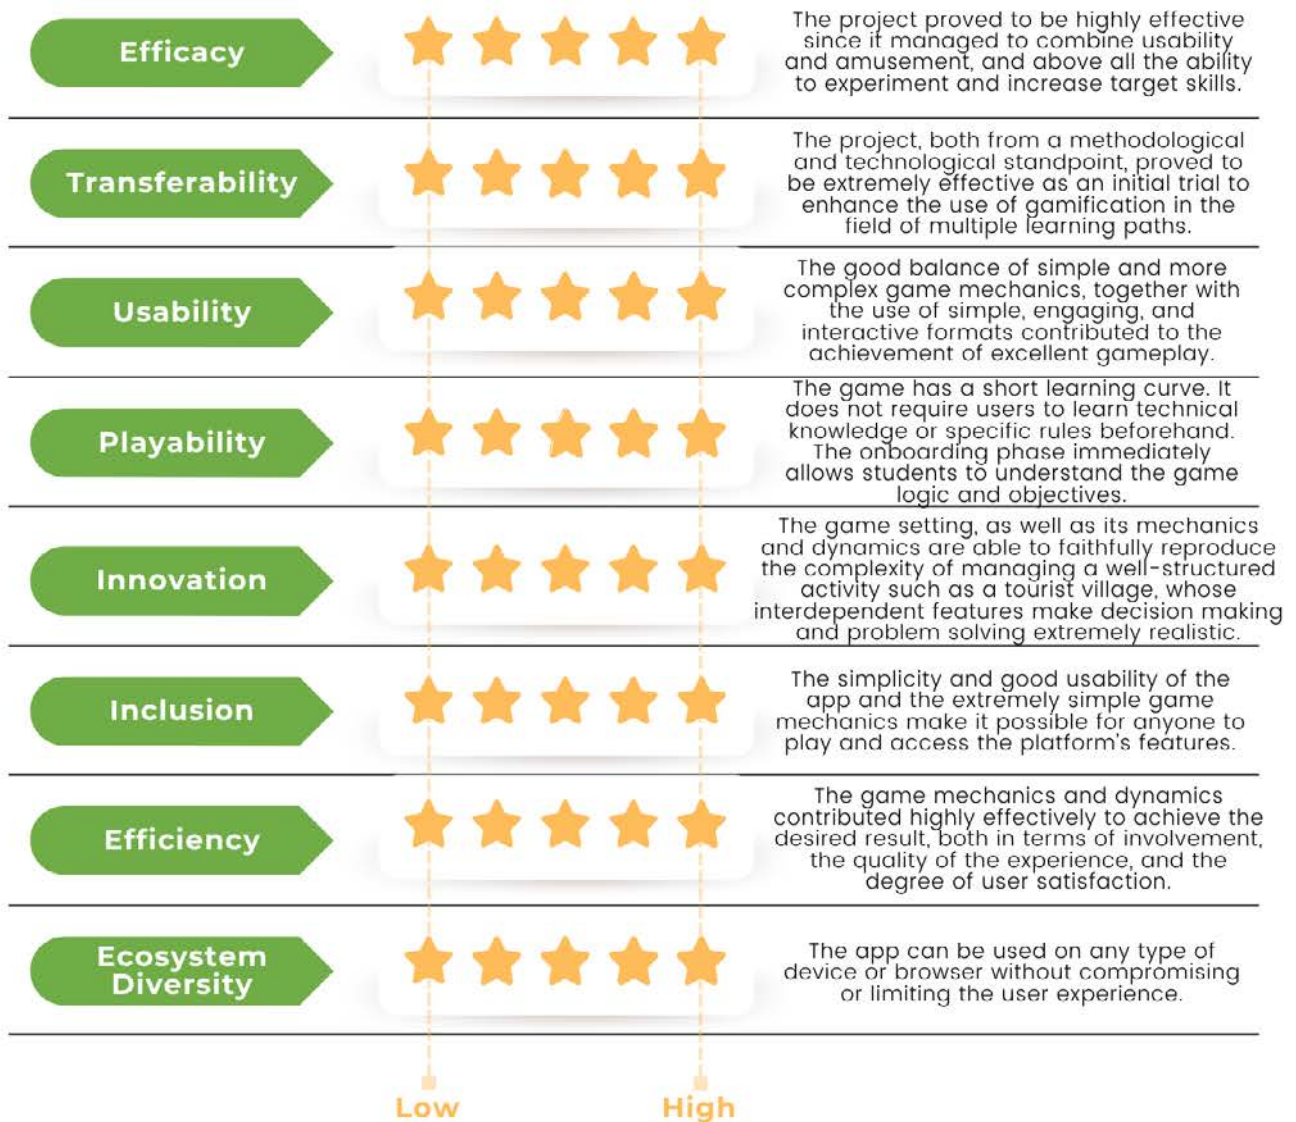 Efficacy
The project proved to be highly effective
since it managed to combine usability
and amusement, and above all the ability
to experiment and increase target skills.
Transferability
The project, both from a methodological
and technological standpoint, proved to
be extremely effective as an initial trial to
enhance the use of gamification in the
field of multiple learning paths.
Usability
The good balance of simple and more
complex game mechanics, together with
the use of simple, engaging, and
interactive formats contributed to the
achievement of excellent gameplay.
Playability
The game has a short learning curve. It
does not require users to learn technical
knowledge or specific rules beforehand.
The onboarding phase immediately
allows students to understand the game
logic and objectives.
Innovation
The game setting, as well as its mechanics
and dynamics are able to faithfully reproduce
the complexity of managing a well-structured
activity such as a tourist village, whose
interdependent features make decision making
and problem solving extremely realistic.
Inclusion
The simplicity and good usability of the
app and the extremely simple game
mechanics make it possible for anyone to
play and access the platform's features.
Efficiency
The game mechanics and dynamics
contributed highly effectively to achieve the
desired result, both in terms of involvement,
the quality of the experience, and the
degree of user satisfaction.
Ecosystem
Diversity
The app can be used on any type of
device or browser without compromising
or limiting the user experience.
Low
High